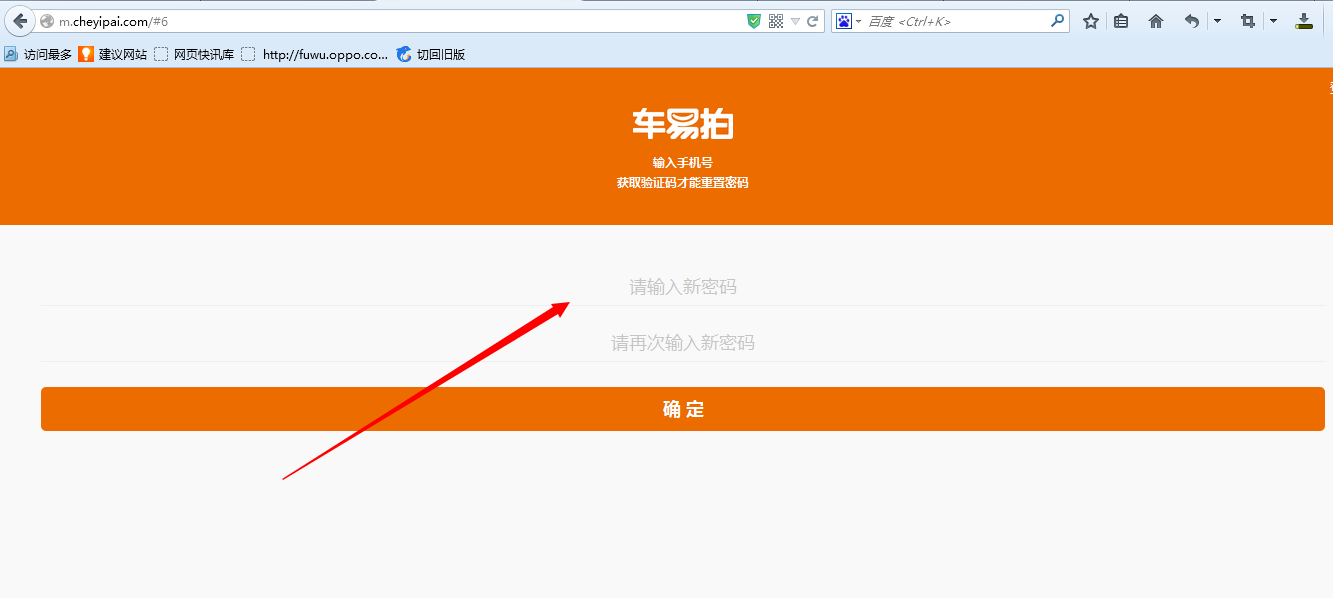 m.cheyipai.com/#6
百度 <Ctrl+K>
访问最多 建议网站 网页快讯库 http://fuwu.oppo.co... 切回旧版
车易拍
输入手机号
获取验证码才能重置密码
请输入新密码
请再次输入新密码
确 定